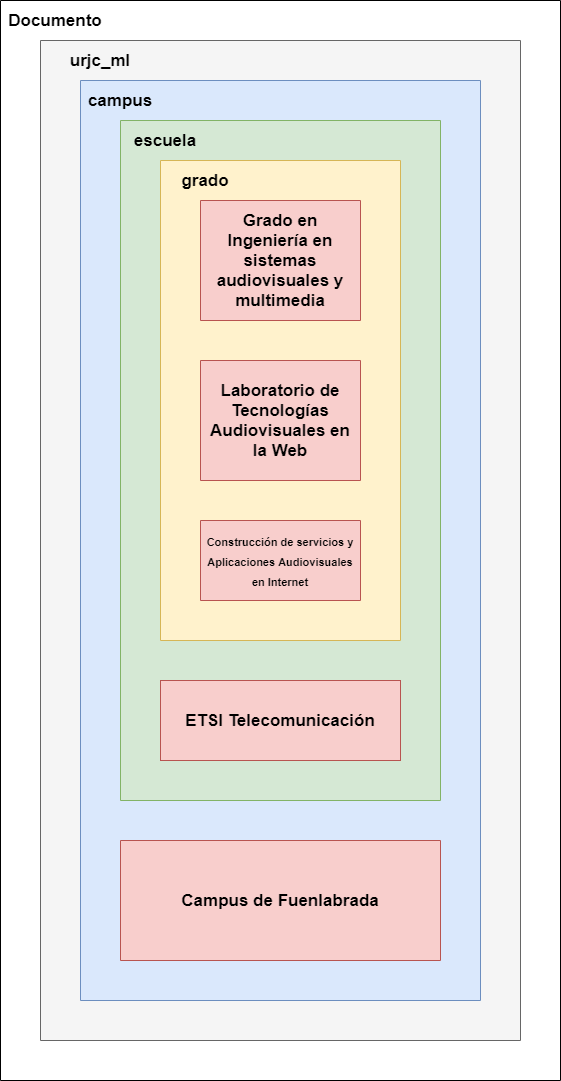 Documento
urjc_ml
campus
escuela
grado
Grado en
Ingeniería en
sistemas
audiovisuales y
multimedia
Laboratorio de
Tecnologías
Audiovisuales en
la Web
Construcción de servicios y
Aplicaciones Audiovisuales
en Internet
ETSI Telecomunicación
Campus de Fuenlabrada